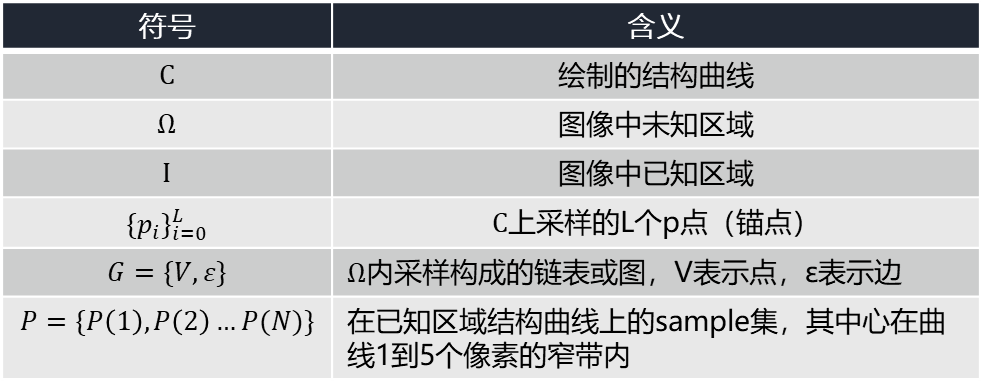 符号 含义
C 绘制的结构曲线
Ω 图像中未知区域
I 图像中已知区域
{p_i}_{i=0}^{L} C上采样的L个p点（锚点）
G = {V, ε} Ω内采样构成的链表或图，V表示点，ε表示边
P = {P(1), P(2) … P(N)} 在已知区域结构曲线上的sample集，其中心在曲
线1到5个像素的窄带内